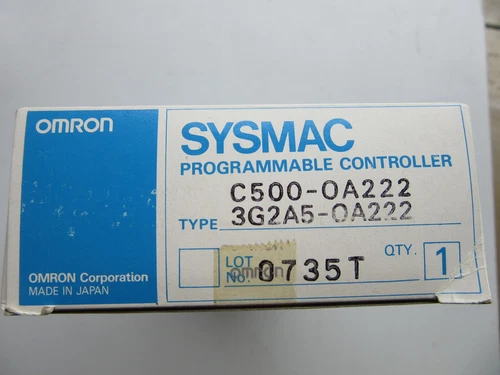 OMRON
SYSMAC
PROGRAMMABLE CONTROLLER
C500-OA222
TYPE 3G2A5-OA222
LOT No. 0735T
QTY. 1
omron
OMRON Corporation
MADE IN JAPAN